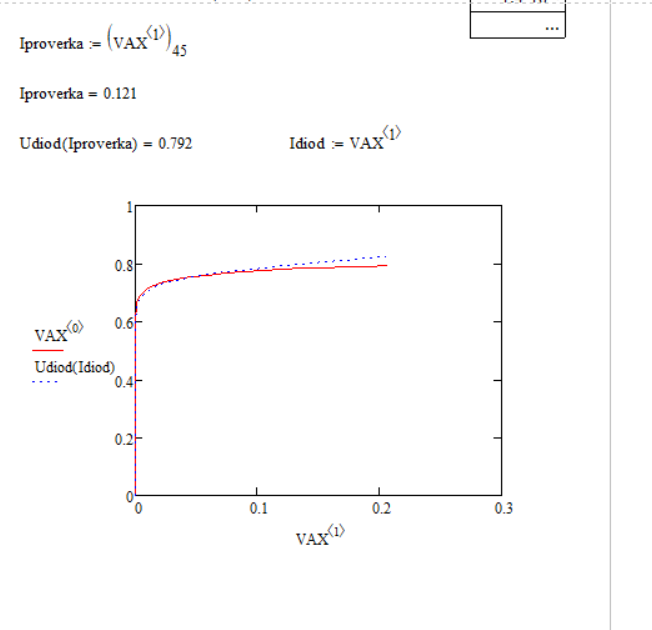 ...
Iproverka := (VAX⟨1⟩)45
Iproverka = 0.121
Udiod(Iproverka) = 0.792
Idiod := VAX⟨1⟩
1
0.8
0.6
0.4
0.2
0
VAX⟨0⟩
Udiod(Idiod)
0
0.1
0.2
0.3
VAX⟨1⟩